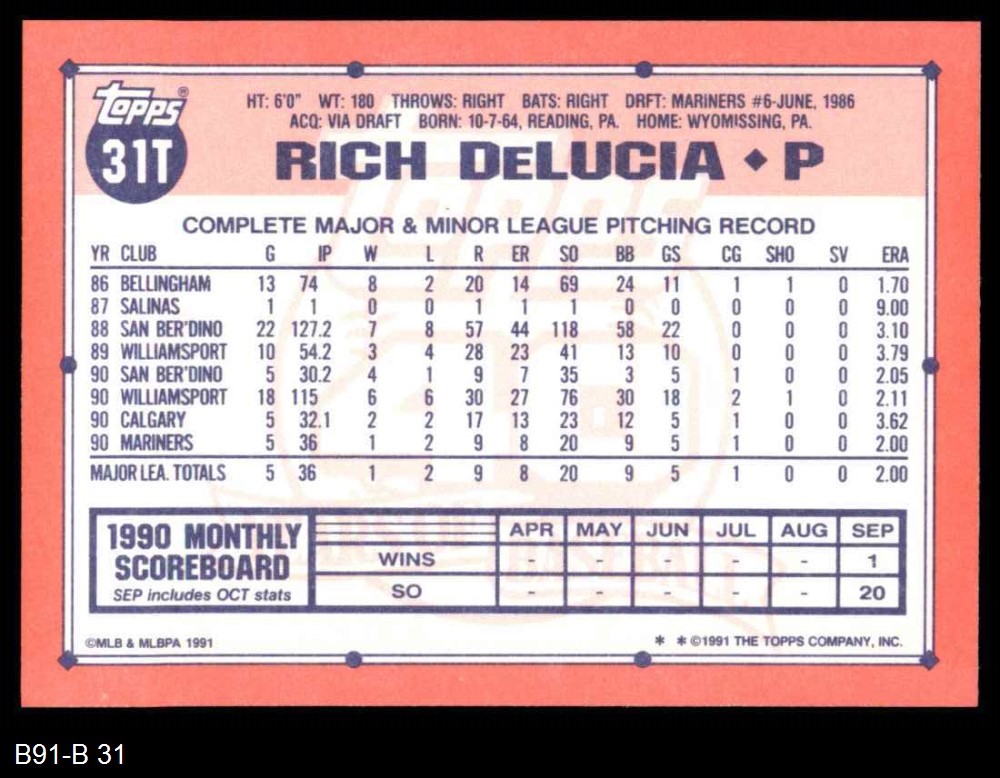 topps®
31T
HT: 6'0" WT: 180 THROWS: RIGHT BATS: RIGHT DRFT: MARINERS #6-JUNE, 1986
ACQ: VIA DRAFT BORN: 10-7-64, READING, PA. HOME: WYOMISSING, PA.
RICH DeLUCIA ◆ P
COMPLETE MAJOR & MINOR LEAGUE PITCHING RECORD
YR CLUB G IP W L R ER SO BB GS CG SHO SV ERA
86 BELLINGHAM 13 74 8 2 20 14 69 24 11 1 1 0 1.70
87 SALINAS 1 1 0 0 1 1 1 0 0 0 0 0 9.00
88 SAN BER'DINO 22 127.2 7 8 57 44 118 58 22 0 0 0 3.10
89 WILLIAMSPORT 10 54.2 3 4 28 23 41 13 10 0 0 0 3.79
90 SAN BER'DINO 5 30.2 4 1 9 7 35 3 5 1 0 0 2.05
90 WILLIAMSPORT 18 115 6 6 30 27 76 30 18 2 1 0 2.11
90 CALGARY 5 32.1 2 2 17 13 23 12 5 1 0 0 3.62
90 MARINERS 5 36 1 2 9 8 20 9 5 1 0 0 2.00
MAJOR LEA. TOTALS 5 36 1 2 9 8 20 9 5 1 0 0 2.00
1990 MONTHLY SCOREBOARD
SEP includes OCT stats
APR MAY JUN JUL AUG SEP
WINS - - - - - 1
SO - - - - - 20
©MLB & MLBPA 1991
* * ©1991 THE TOPPS COMPANY, INC.
B91-B 31